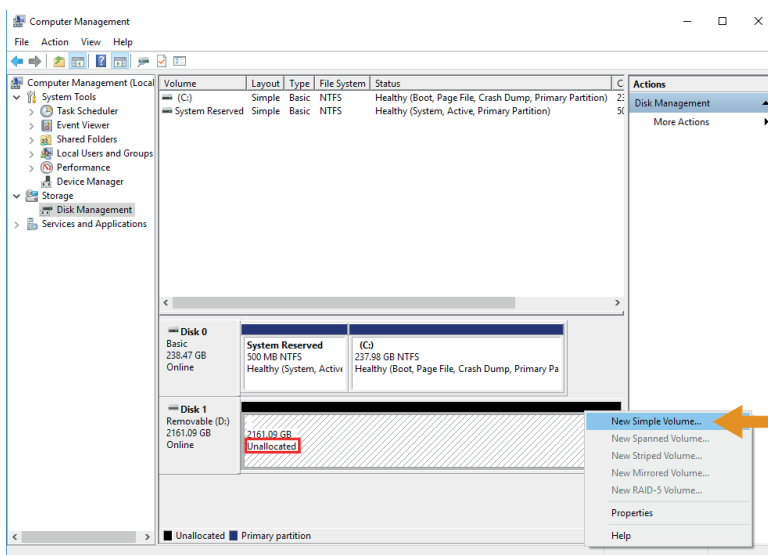 Computer Management
File Action View Help
Computer Management (Local
System Tools
Task Scheduler
Event Viewer
Shared Folders
Local Users and Groups
Performance
Device Manager
Storage
Disk Management
Services and Applications
Volume Layout Type File System Status C
(C:) Simple Basic NTFS Healthy (Boot, Page File, Crash Dump, Primary Partition) 23
System Reserved Simple Basic NTFS Healthy (System, Active, Primary Partition) 50
Actions
Disk Management
More Actions
Disk 0
Basic
238.47 GB
Online
System Reserved
500 MB NTFS
Healthy (System, Active
(C:)
237.98 GB NTFS
Healthy (Boot, Page File, Crash Dump, Primary Pa
Disk 1
Removable (D:)
2161.09 GB
Online
2161.09 GB
Unallocated
New Simple Volume...
New Spanned Volume...
New Striped Volume...
New Mirrored Volume...
New RAID-5 Volume...
Properties
Help
Unallocated Primary partition